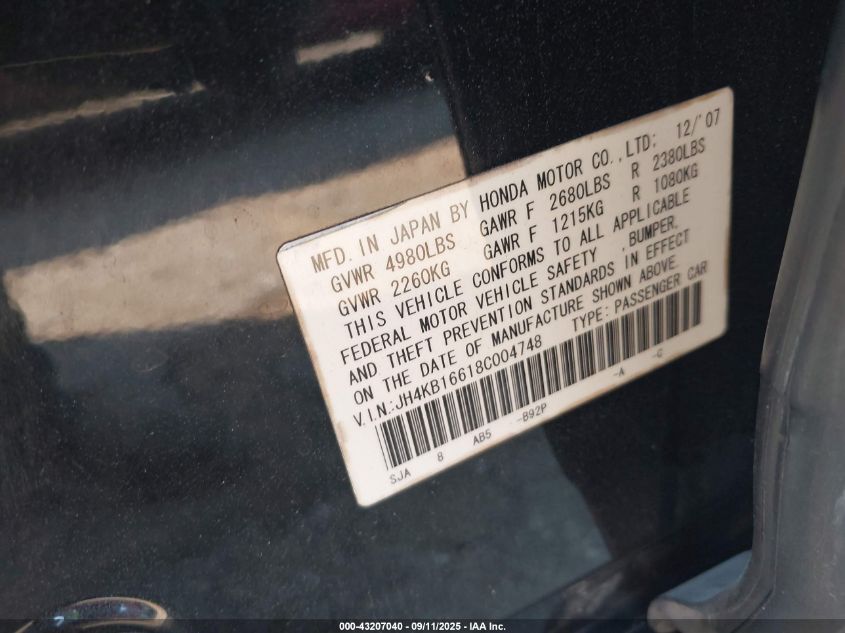 MFD. IN JAPAN BY HONDA MOTOR CO., LTD; 12/'07
GVWR 4980LBS GAWR F 2680LBS R 2380LBS
GVWR 2260KG GAWR F 1215KG R 1080KG
THIS VEHICLE CONFORMS TO ALL APPLICABLE
FEDERAL MOTOR VEHICLE SAFETY ,BUMPER,
AND THEFT PREVENTION STANDARDS IN EFFECT
ON THE DATE OF MANUFACTURE SHOWN ABOVE.
V.I.N.:JH4KB16618C004748 TYPE: PASSENGER CAR
SJA 8 AB5 -B92P -A -C
000-43207040 - 09/11/2025 - IAA Inc.